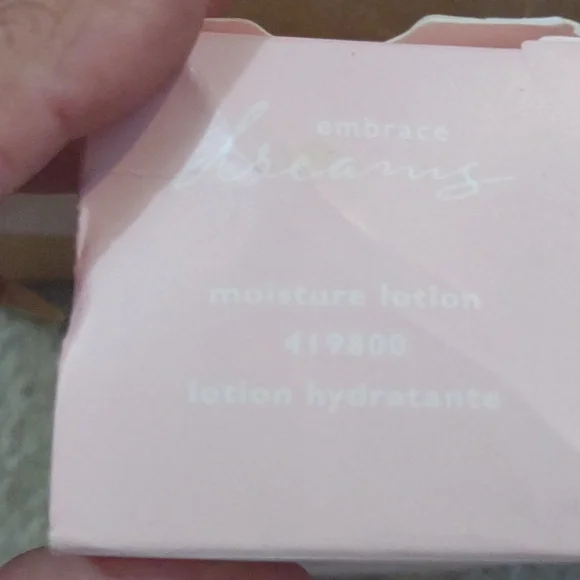 embrace
dreams
moisture lotion
419800
lotion hydratante